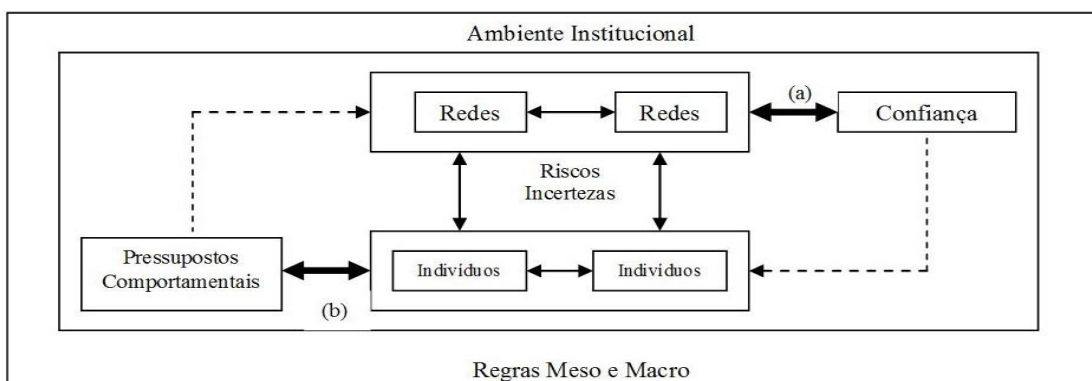 Ambiente Institucional
(a)
Redes
Redes
Confiança
Riscos
Incertezas
Pressupostos
Comportamentais
Indivíduos
Indivíduos
(b)
Regras Meso e Macro